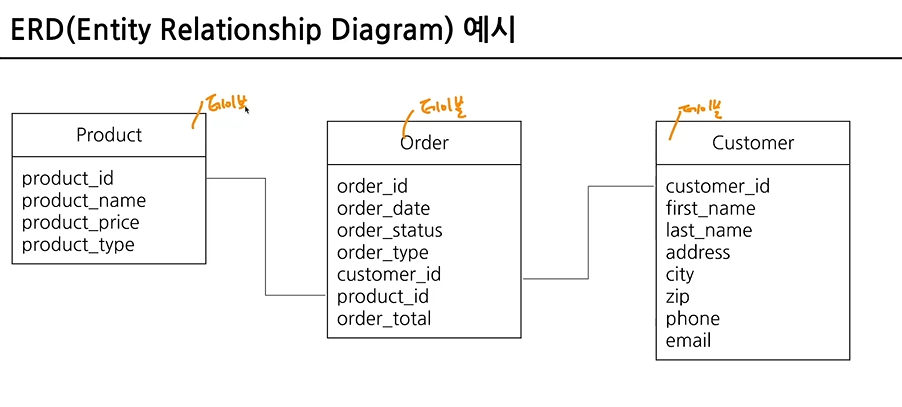 ERD(Entity Relationship Diagram) 예시
테이블
Product
product_id
product_name
product_price
product_type
테이블
Order
order_id
order_date
order_status
order_type
customer_id
product_id
order_total
테이블
Customer
customer_id
first_name
last_name
address
city
zip
phone
email